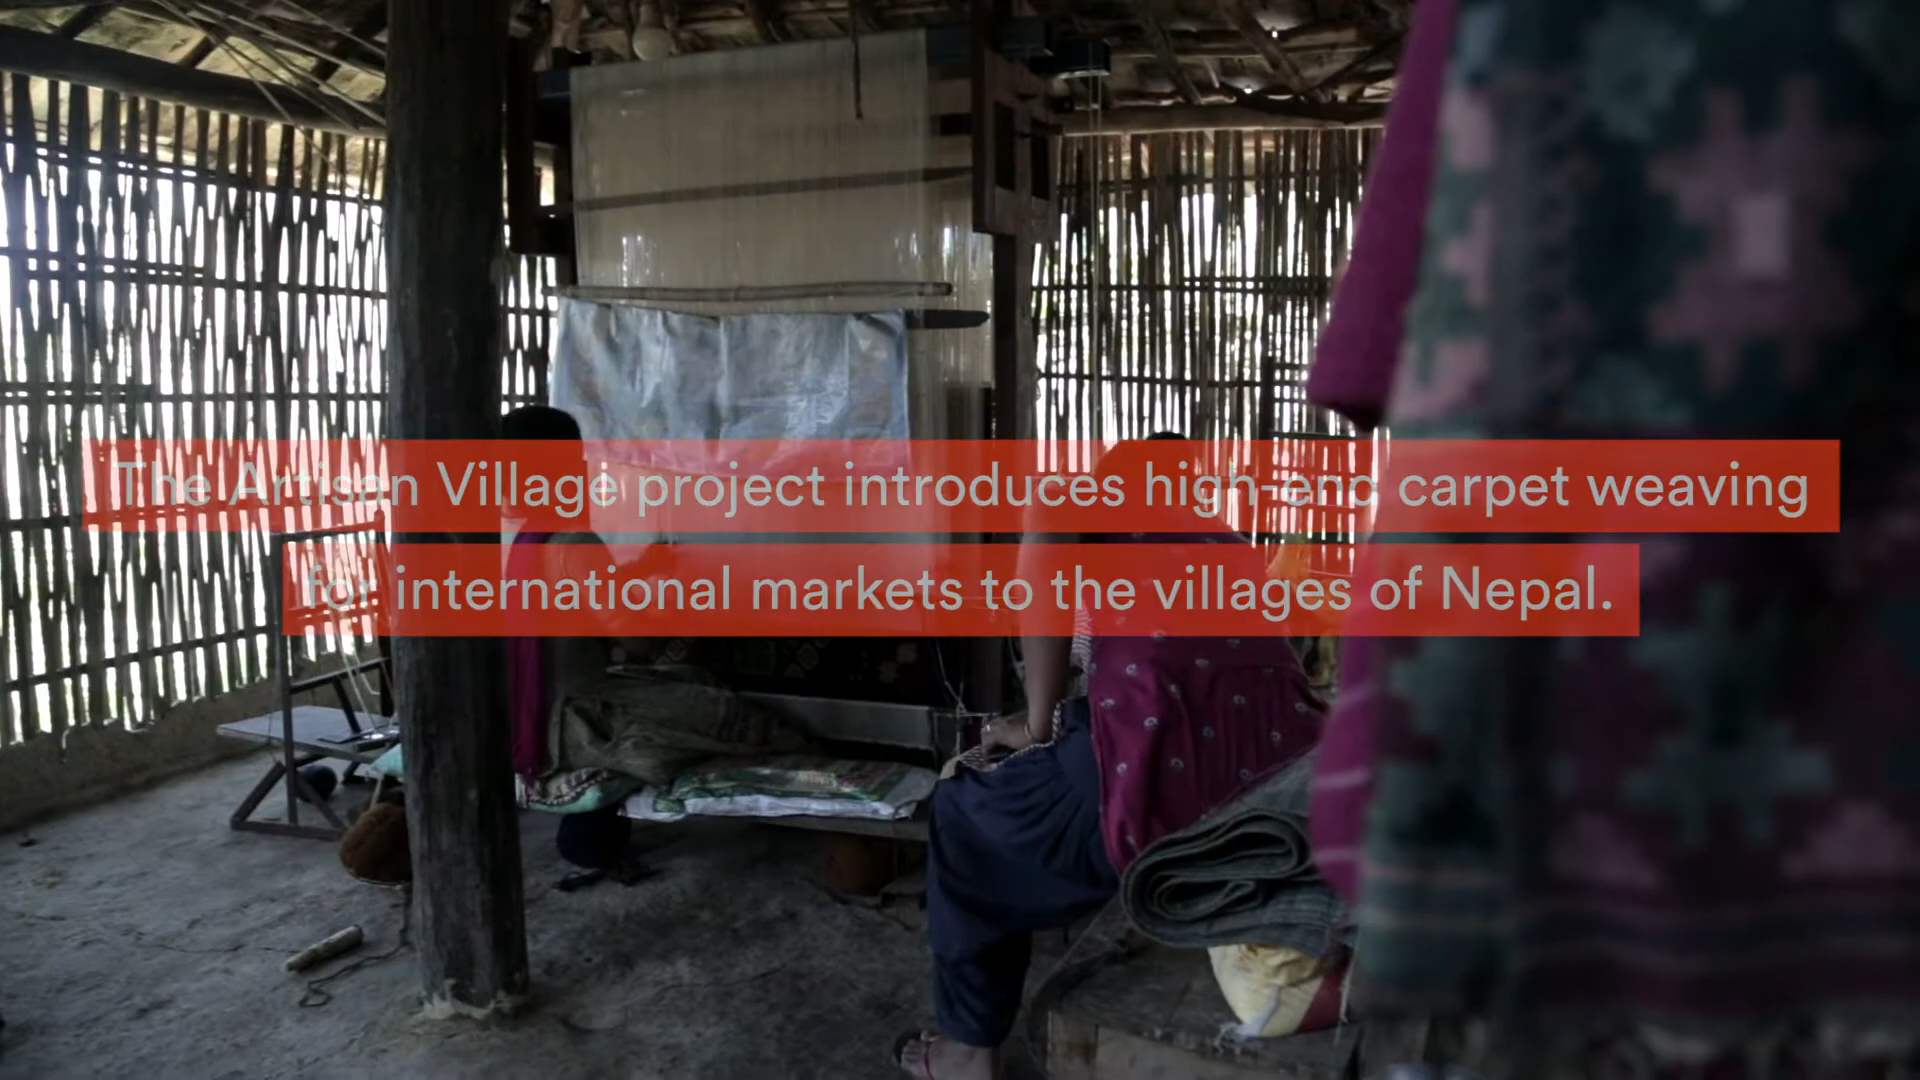 The Artisan Village project introduces high-end carpet weaving
for international markets to the villages of Nepal.